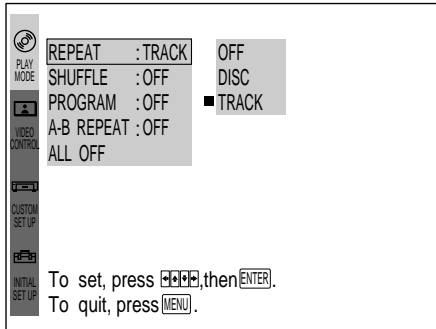 PLAY
MODE
VIDEO
CONTROL
CUSTOM
SET UP
INITIAL
SET UP
REPEAT : TRACK
SHUFFLE : OFF
PROGRAM : OFF
A-B REPEAT : OFF
ALL OFF
OFF
DISC
TRACK
To set, press ,then ENTER.
To quit, press MENU.